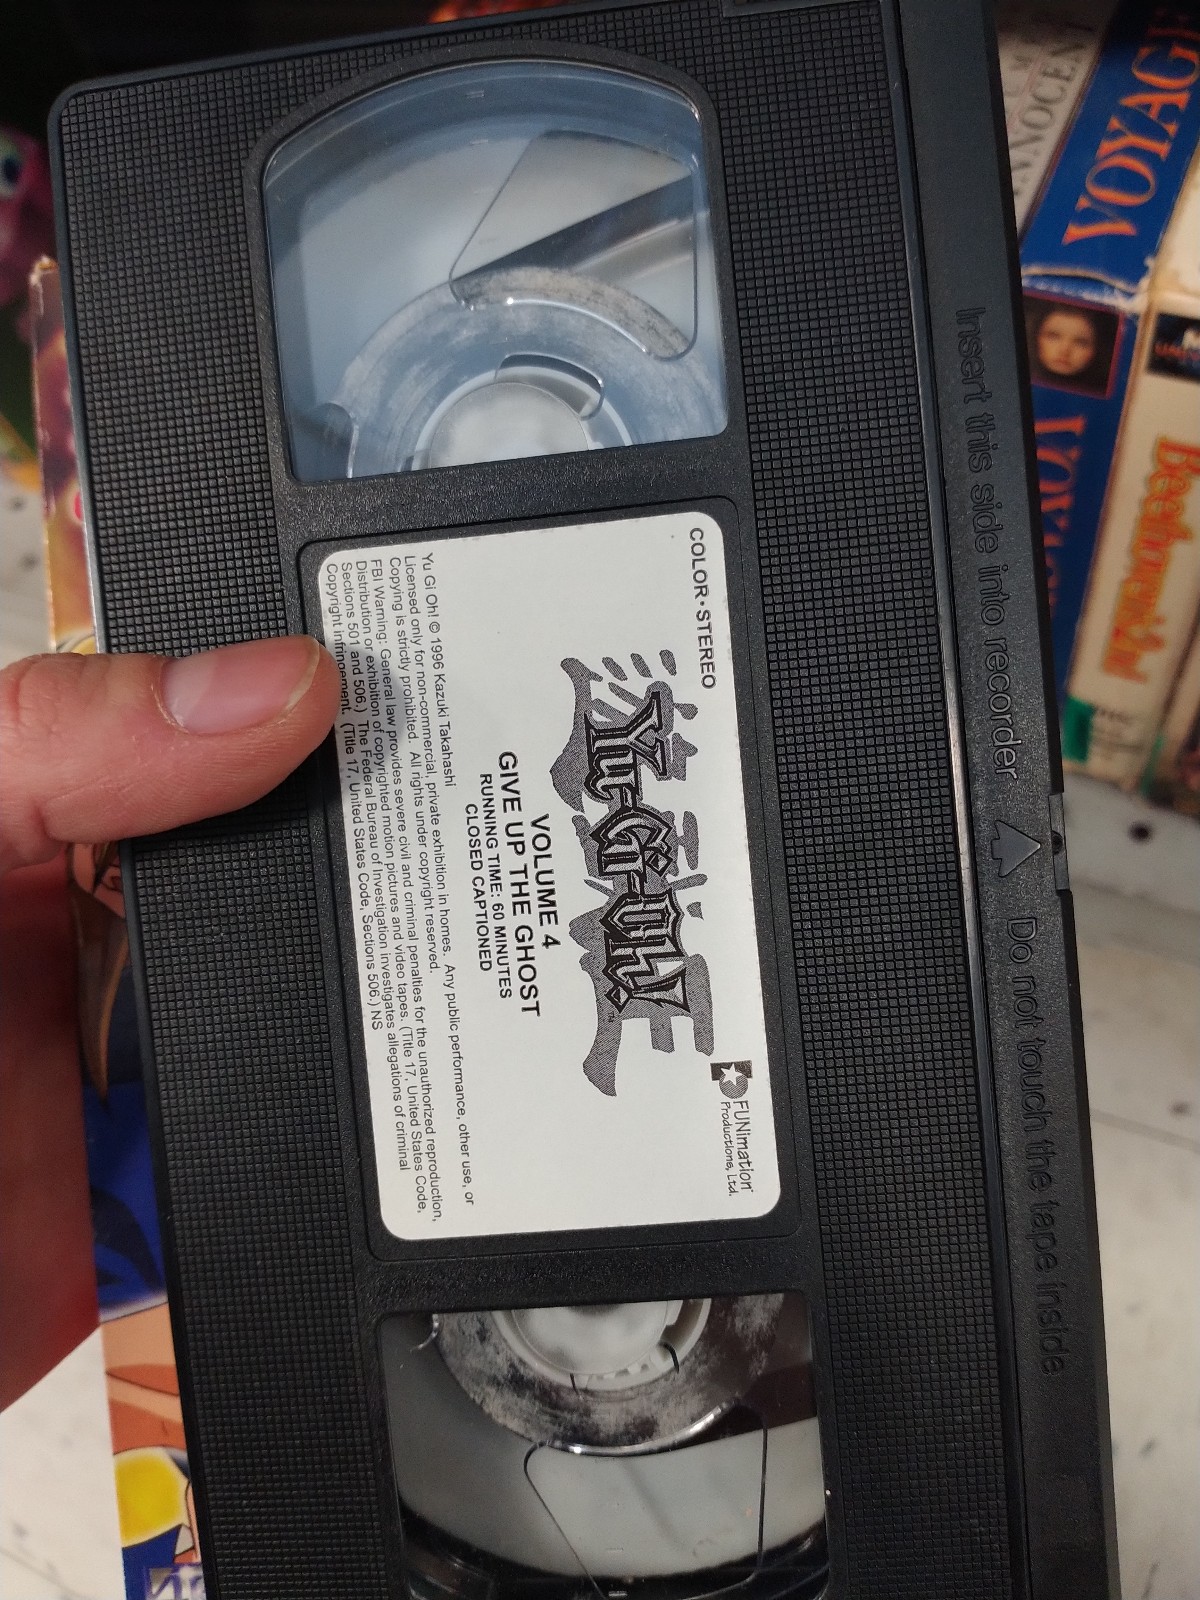 COLOR • STEREO
FUNimation
Productions, Ltd.
Yu-Gi-Oh!
TM
VOLUME 4
GIVE UP THE GHOST
RUNNING TIME: 60 MINUTES
CLOSED CAPTIONED
Yu Gi Oh! © 1996 Kazuki Takahashi
Licensed only for non-commercial, private exhibition in homes. Any public performance, other use, or
Copying is strictly prohibited. All rights under copyright reserved.
FBI Warning: General law provides severe civil and criminal penalties for the unauthorized reproduction,
Distribution or exhibition of copyrighted motion pictures and video tapes. (Title 17, United States Code,
Sections 501 and 506.) The Federal Bureau of Investigation investigates allegations of criminal
Copyright infringement. (Title 17, United States Code, Sections 506.) NS
Insert this side into recorder
Do not touch the tape inside
INNOCENT
VOYAGE
Beethoven's 2nd